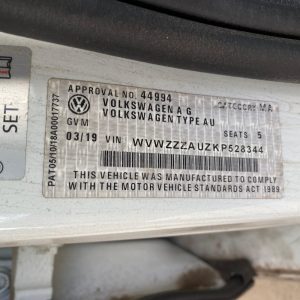 APPROVAL NO. 44994
CATEGORY MA
VOLKSWAGEN A G
GVM
VOLKSWAGEN TYPE AU
03/19 VIN SEATS 5
WVWZZZAUZKP528344
THIS VEHICLE WAS MANUFACTURED TO COMPLY
WITH THE MOTOR VEHICLE STANDARDS ACT 1989
PAT05/10/18A00017737
SET